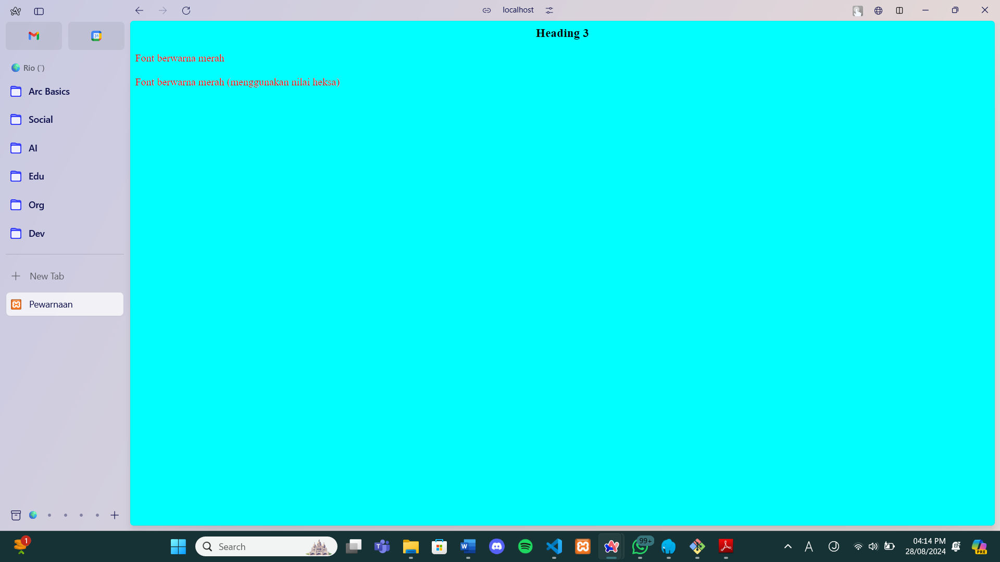 localhost
31
Rio (`)
Arc Basics
Social
AI
Edu
Org
Dev
New Tab
Pewarnaan
Heading 3
Font berwarna merah
Font berwarna merah (menggunakan nilai heksa)
1
Search
99+
04:14 PM
28/08/2024
PRE